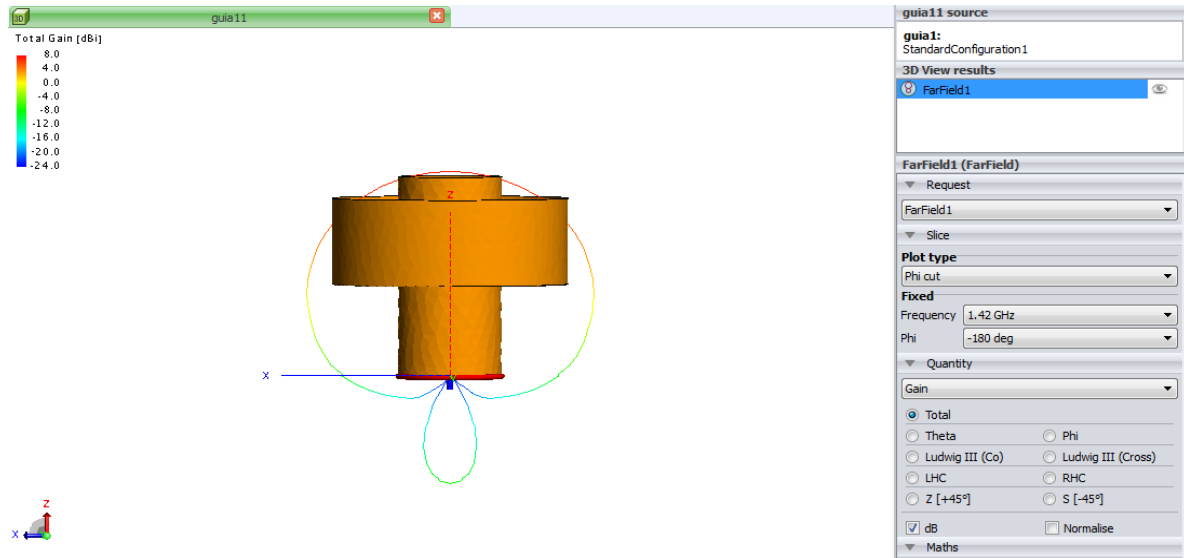 3D guia11
Total Gain [dBi]
8.0
4.0
0.0
-4.0
-8.0
-12.0
-16.0
-20.0
-24.0
Z
X
Z
X
guia11 source
guia1:
StandardConfiguration1
3D View results
FarField1
FarField1 (FarField)
Request
FarField1
Slice
Plot type
Phi cut
Fixed
Frequency 1.42 GHz
Phi -180 deg
Quantity
Gain
Total
Theta Phi
Ludwig III (Co) Ludwig III (Cross)
LHC RHC
Z [+45°] S [-45°]
dB Normalise
Maths